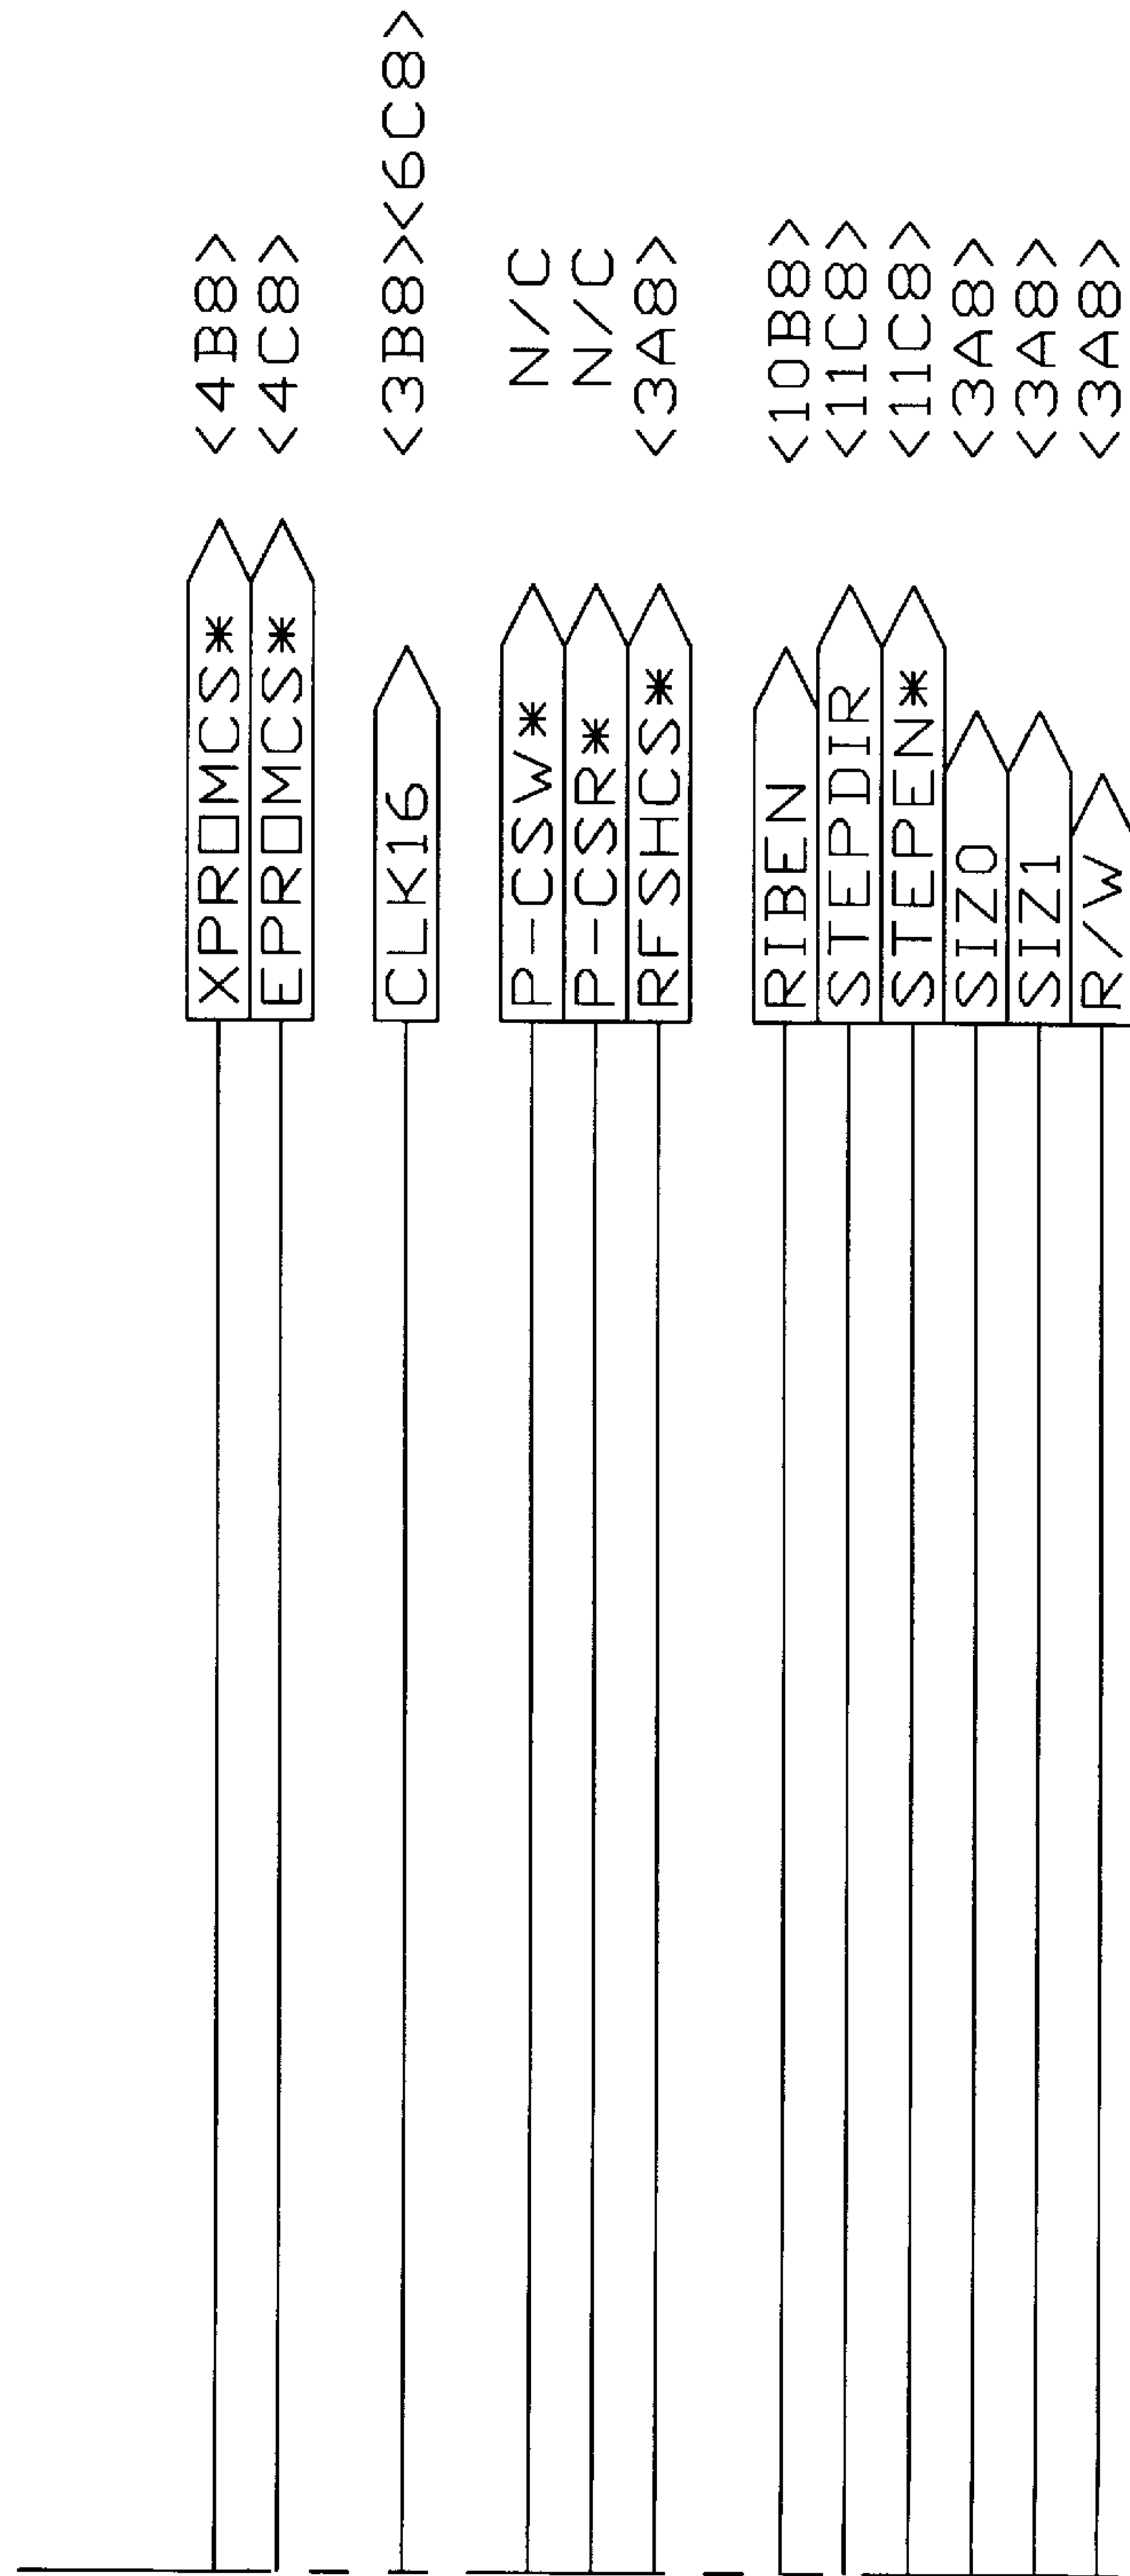 XPROMCS* <4B8>
EPROMCS* <4C8>
CLK16 <3B8><6C8>
P-CSW* N/C
P-CSR* N/C
RFSHCS* <3A8>
RIBEN <10B8>
STEPDIR <11C8>
STEPEN* <11C8>
SIZ0 <3A8>
SIZ1 <3A8>
R/W <3A8>